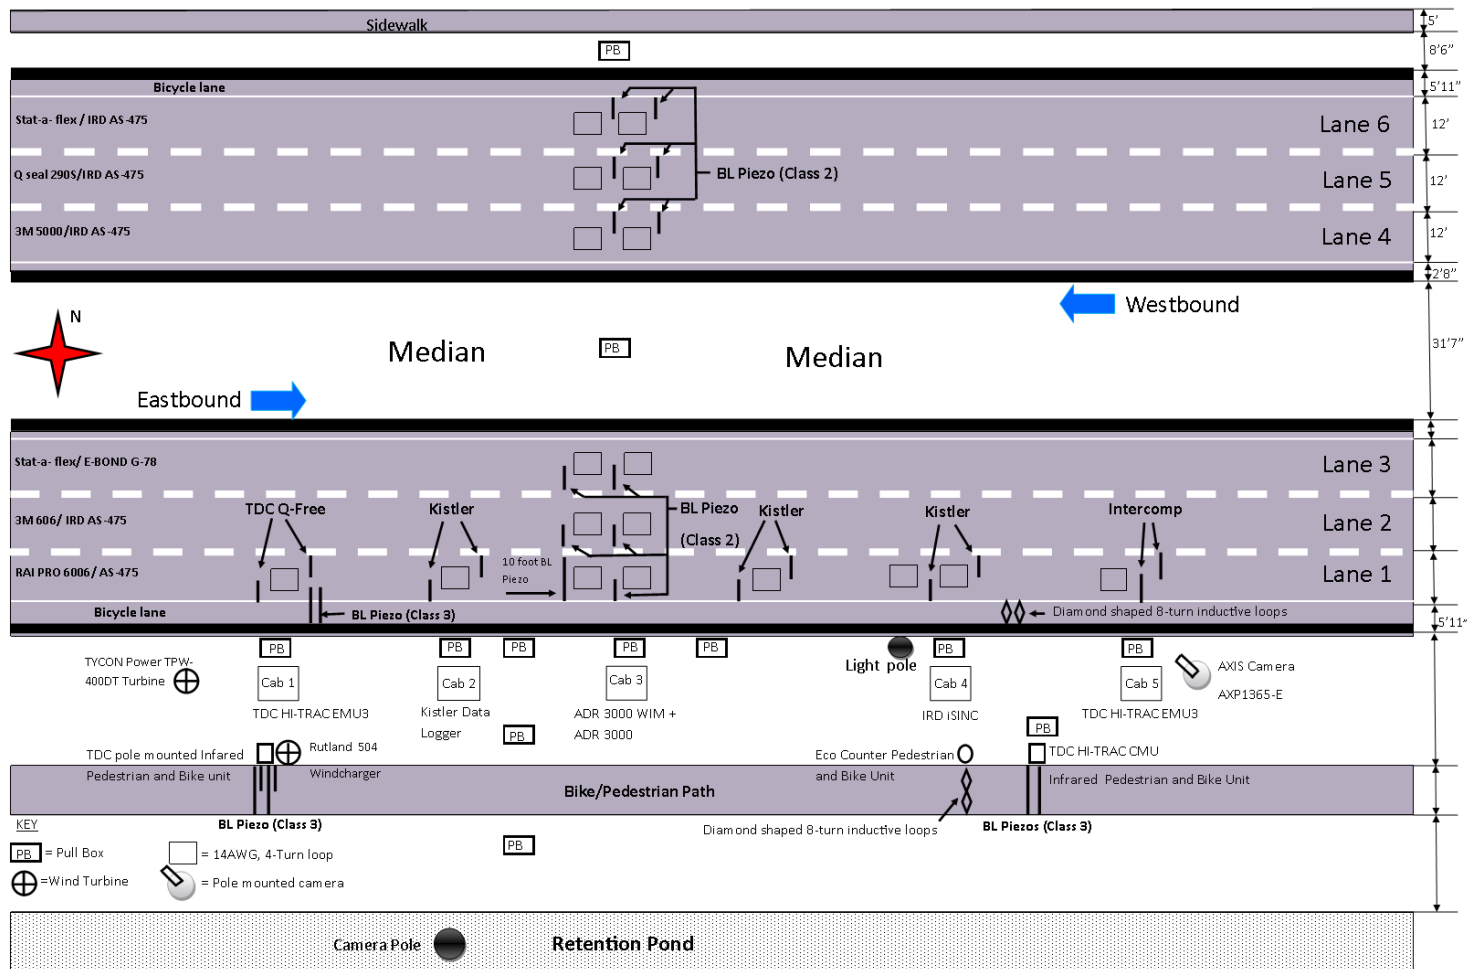 Sidewalk
5'
PB
8'6"
Bicycle lane
5'11"
Stat-a- flex / IRD AS-475
Lane 6
12'
Q seal 290S/IRD AS-475
BL Piezo (Class 2)
Lane 5
12'
3M 5000/IRD AS-475
Lane 4
12'
2'8"
Westbound
N
Median
PB
Median
31'7"
Eastbound
Stat-a- flex/ E-BOND G-78
Lane 3
TDC Q-Free
Kistler
BL Piezo
(Class 2)
Kistler
Kistler
Intercomp
3M 606/ IRD AS-475
Lane 2
10 foot BL
Piezo
RAI PRO 6006/ AS-475
Lane 1
Bicycle lane
BL Piezo (Class 3)
Diamond shaped 8-turn inductive loops
5'11"
PB
PB
PB
PB
PB
Light pole
PB
PB
TYCON Power TPW-
400DT Turbine
Cab 1
Cab 2
Cab 3
Cab 4
Cab 5
AXIS Camera
AXP1365-E
TDC HI-TRAC EMU3
Kistler Data
Logger
ADR 3000 WIM +
ADR 3000
IRD iSINC
TDC HI-TRAC EMU3
PB
PB
TDC pole mounted Infared
Pedestrian and Bike unit
Rutland 504
Windcharger
Eco Counter Pedestrian
and Bike Unit
TDC HI-TRAC CMU
Infrared Pedestrian and Bike Unit
Bike/Pedestrian Path
BL Piezo (Class 3)
Diamond shaped 8-turn inductive loops
BL Piezos (Class 3)
KEY
PB = Pull Box
= 14AWG, 4-Turn loop
PB
=Wind Turbine
= Pole mounted camera
Camera Pole
Retention Pond